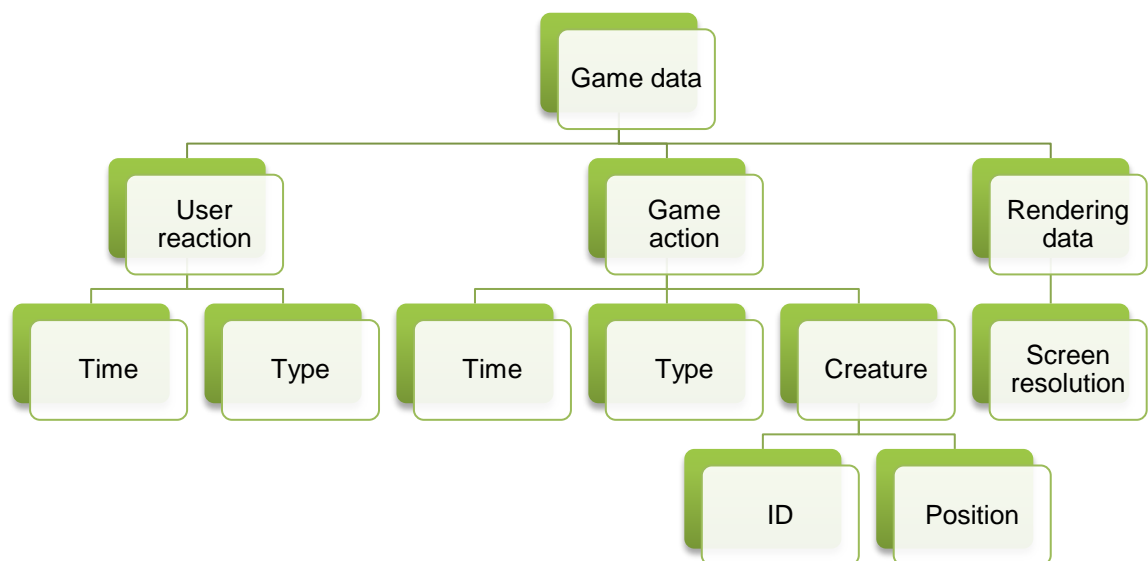 Game data
User
reaction
Game
action
Rendering
data
Time
Type
Time
Type
Creature
Screen
resolution
ID
Position